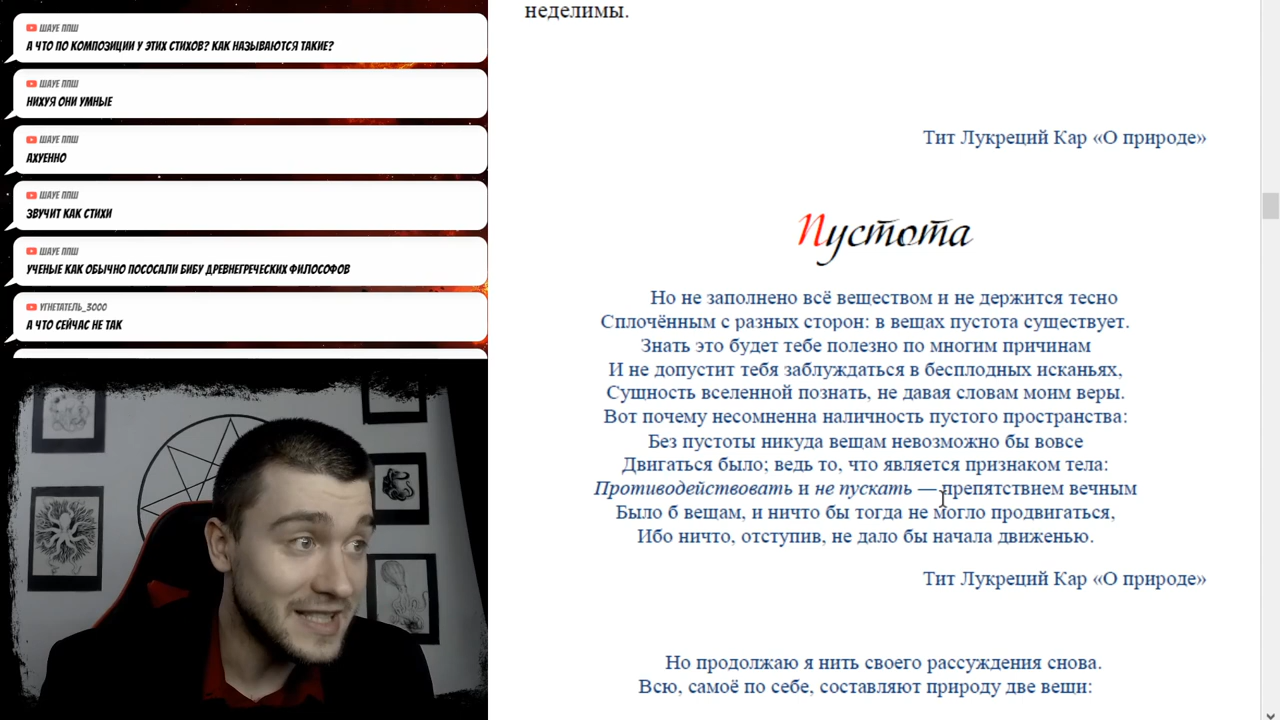 ШАУЕ ППШ
А ЧТО ПО КОМПОЗИЦИИ У ЭТИХ СТИХОВ? КАК НАЗЫВАЮТСЯ ТАКИЕ?
ШАУЕ ППШ
НИХУЯ ОНИ УМНЫЕ
ШАУЕ ППШ
АХУЕННО
ШАУЕ ППШ
ЗВУЧИТ КАК СТИХИ
ШАУЕ ППШ
УЧЕНЫЕ КАК ОБЫЧНО ПОСОСАЛИ БИБУ ДРЕВНЕГРЕЧЕСКИХ ФИЛОСОФОВ
УГНЕТАТЕЛЬ_3000
А ЧТО СЕЙЧАС НЕ ТАК
неделимы.
Тит Лукреций Кар «О природе»
Пустота
Но не заполнено всё веществом и не держится тесно
Сплочённым с разных сторон: в вещах пустота существует.
Знать это будет тебе полезно по многим причинам
И не допустит тебя заблуждаться в бесплодных исканьях,
Сущность вселенной познать, не давая словам моим веры.
Вот почему несомненна наличность пустого пространства:
Без пустоты никуда вещам невозможно бы вовсе
Двигаться было; ведь то, что является признаком тела:
Противодействовать и не пускать — препятствием вечным
Было б вещам, и ничто бы тогда не могло продвигаться,
Ибо ничто, отступив, не дало бы начала движенью.
Тит Лукреций Кар «О природе»
Но продолжаю я нить своего рассуждения снова.
Всю, самоё по себе, составляют природу две вещи: